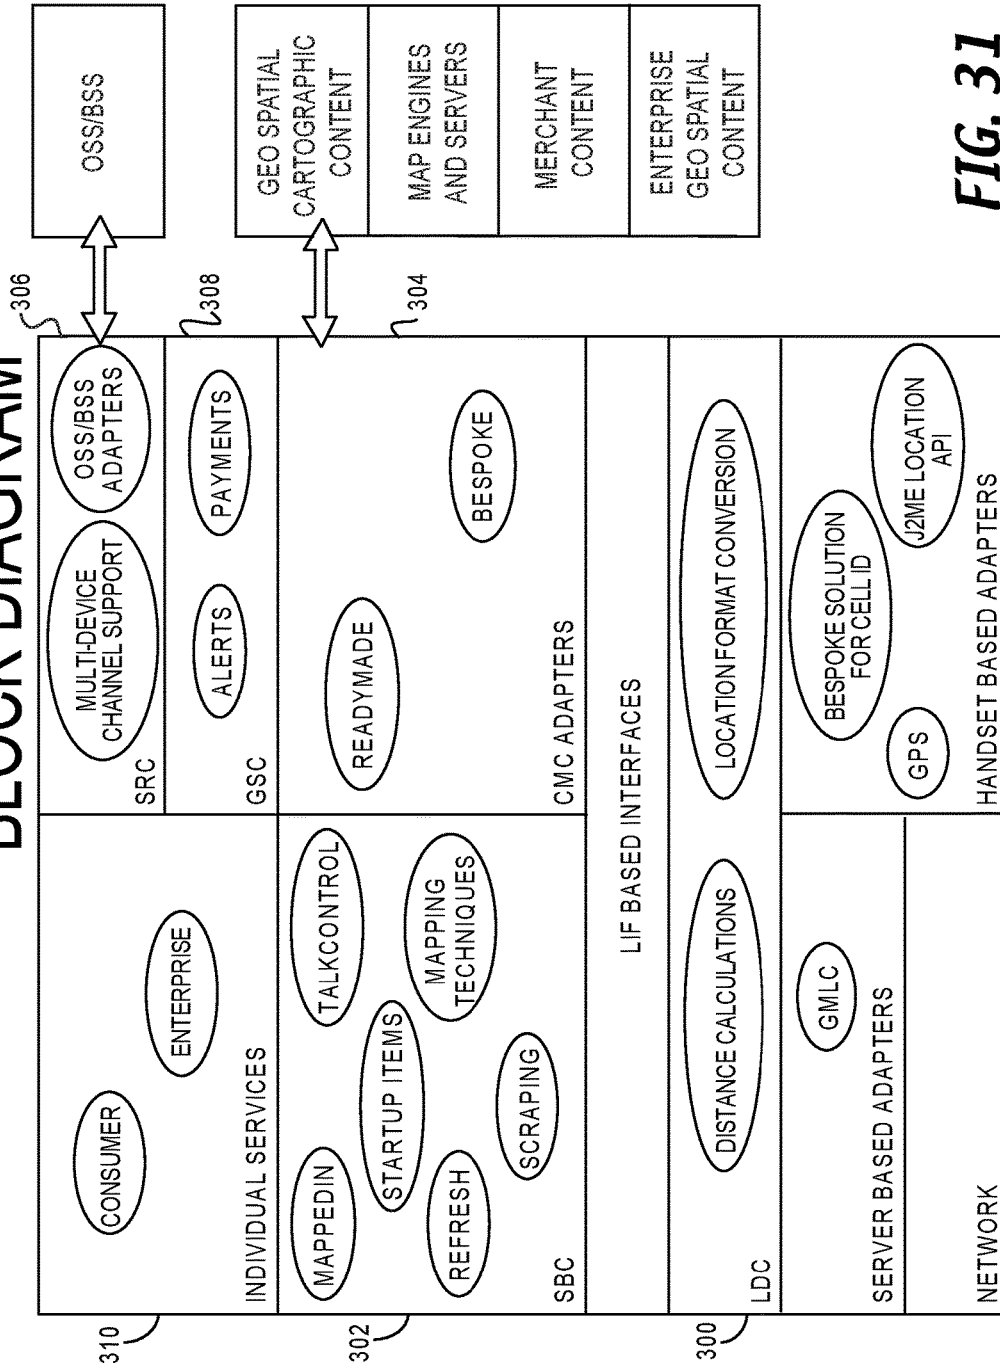 BLOCK DIAGRAM
310
CONSUMER
ENTERPRISE
INDIVIDUAL SERVICES
MULTI-DEVICE
CHANNEL SUPPORT
OSS/BSS
ADAPTERS
SRC
306
OSS/BSS
ALERTS
PAYMENTS
GSC
308
302
MAPPEDIN
TALKCONTROL
STARTUP ITEMS
REFRESH
MAPPING
TECHNIQUES
SCRAPING
SBC
READYMADE
BESPOKE
CMC ADAPTERS
304
GEO SPATIAL
CARTOGRAPHIC
CONTENT
MAP ENGINES
AND SERVERS
MERCHANT
CONTENT
ENTERPRISE
GEO SPATIAL
CONTENT
LIF BASED INTERFACES
300
DISTANCE CALCULATIONS
LOCATION FORMAT CONVERSION
LDC
GMLC
SERVER BASED ADAPTERS
NETWORK
BESPOKE SOLUTION
FOR CELL ID
GPS
J2ME LOCATION
API
HANDSET BASED ADAPTERS
FIG. 31